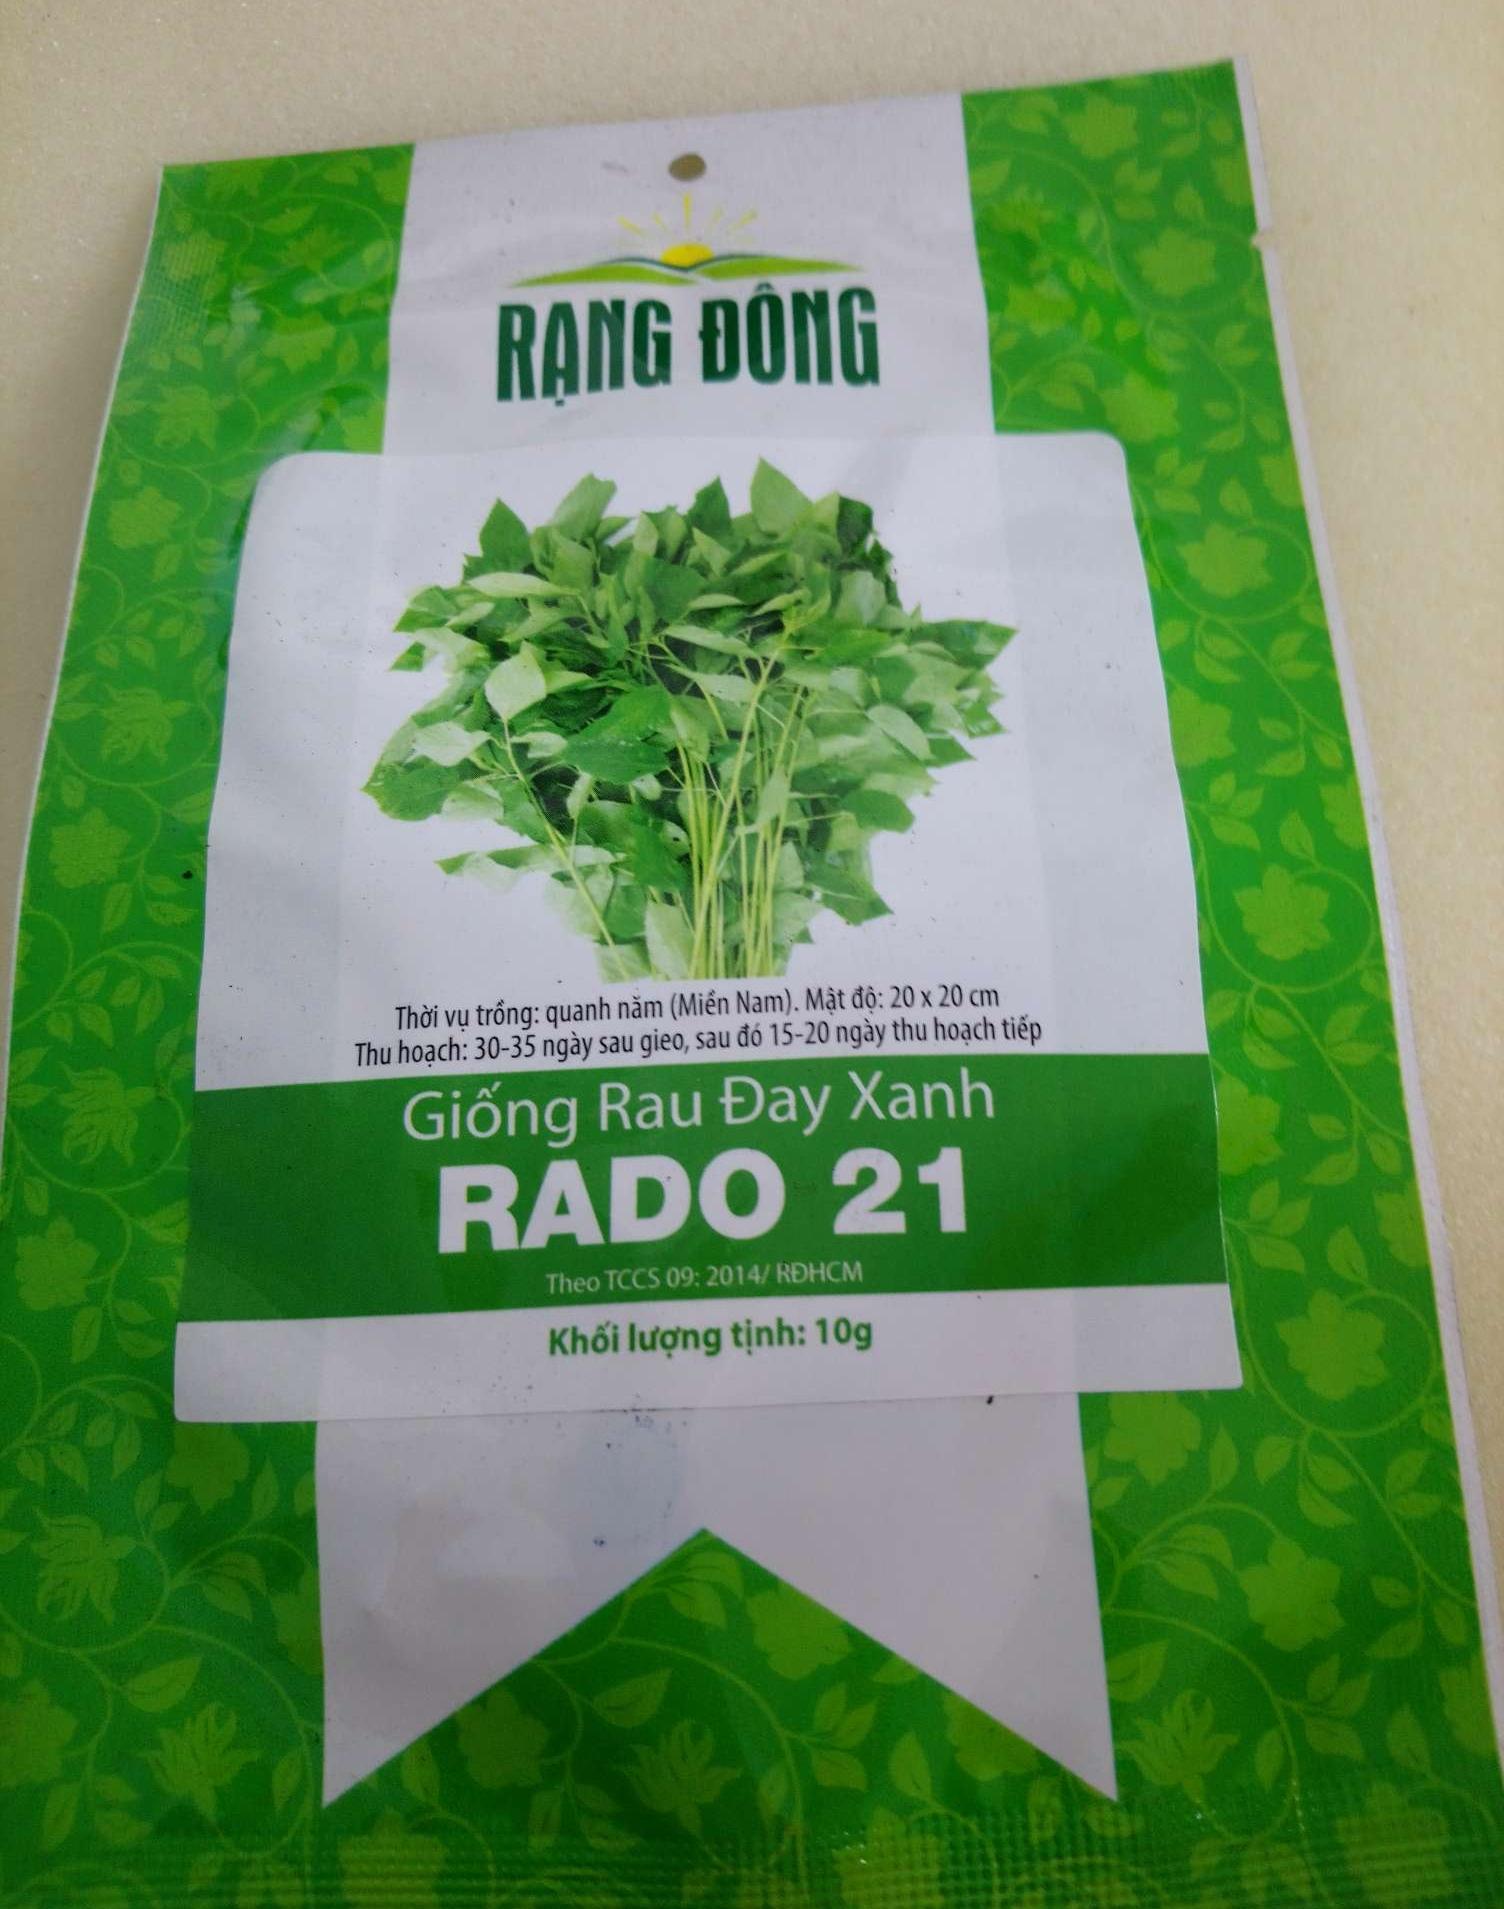 RẠNG ĐÔNG
Thời vụ trồng: quanh năm (Miền Nam). Mật độ: 20 x 20 cm
Thu hoạch: 30-35 ngày sau gieo, sau đó 15-20 ngày thu hoạch tiếp
Giống Rau Đay Xanh
RADO 21
Theo TCCS 09: 2014/ RĐHCM
Khối lượng tịnh: 10g